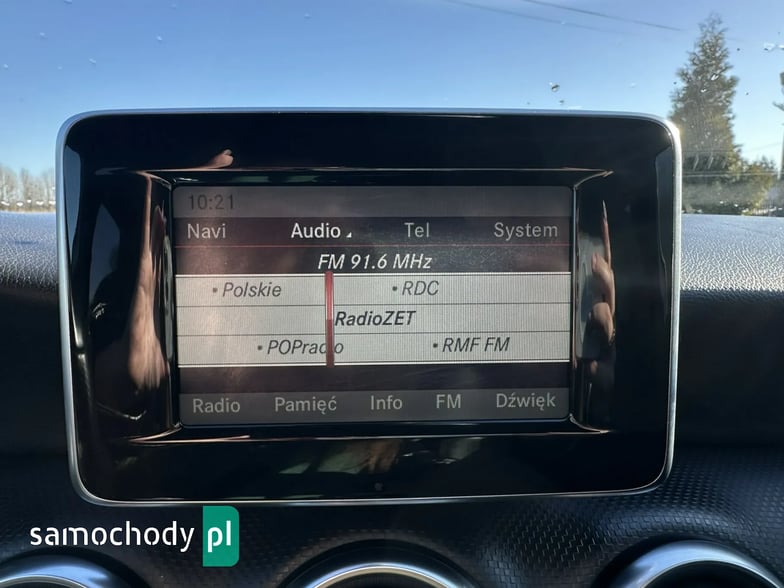 10:21
Navi Audio Tel System
FM 91.6 MHz
• Polskie • RDC
RadioZET
• POPradio • RMF FM
Radio Pamięć Info FM Dźwięk
samochody pl